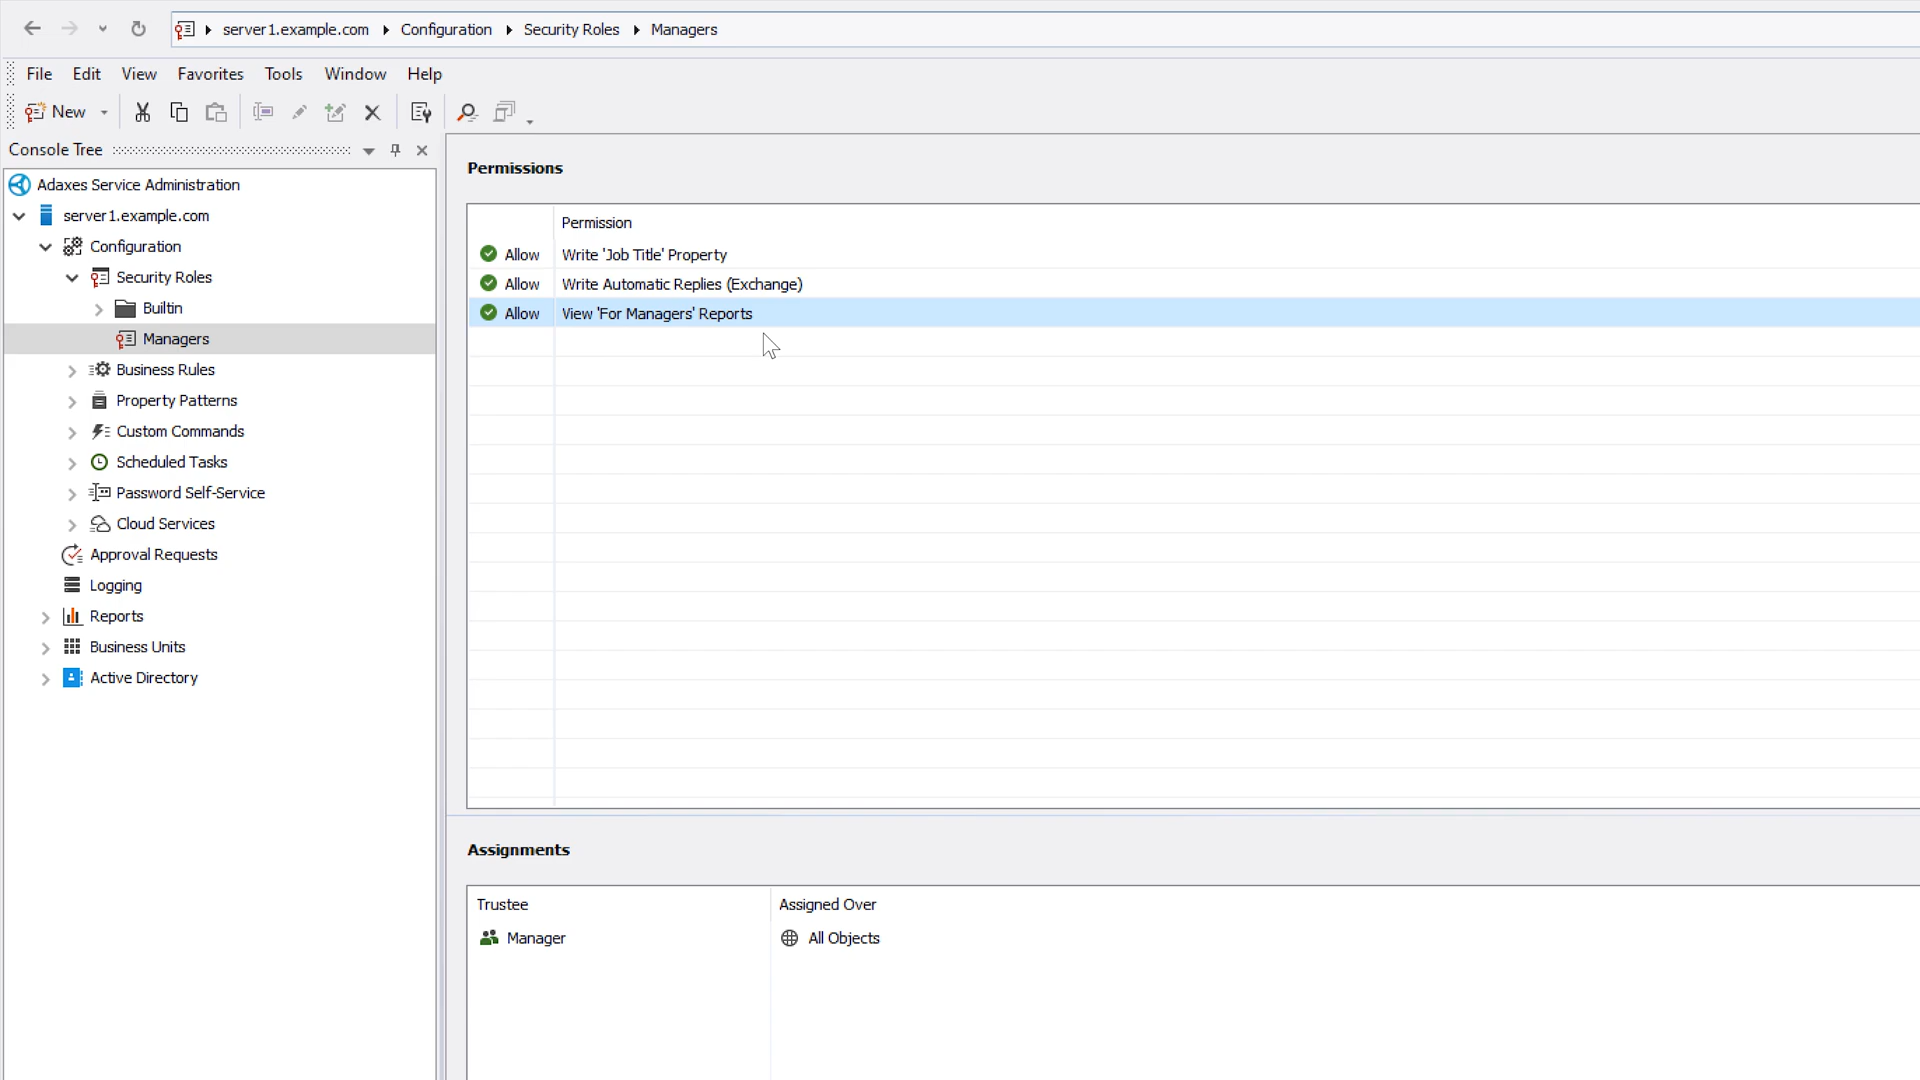 server1.example.com Configuration Security Roles Managers
File Edit View Favorites Tools Window Help
New
Console Tree
Adaxes Service Administration
server1.example.com
Configuration
Security Roles
Builtin
Managers
Business Rules
Property Patterns
Custom Commands
Scheduled Tasks
Password Self-Service
Cloud Services
Approval Requests
Logging
Reports
Business Units
Active Directory
Permissions
Permission
Allow Write 'Job Title' Property
Allow Write Automatic Replies (Exchange)
Allow View 'For Managers' Reports
Assignments
Trustee Assigned Over
Manager All Objects